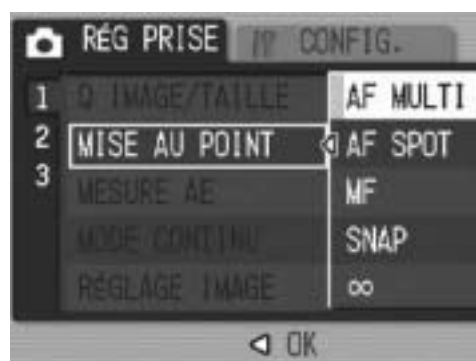 RÉG PRISE CONFIG.
1 Q IMAGE/TAILLE AF MULTI
2 MISE AU POINT AF SPOT
3 MESURE AE MF
MODE CONTINU SNAP
RÉGLAGE IMAGE ∞
OK